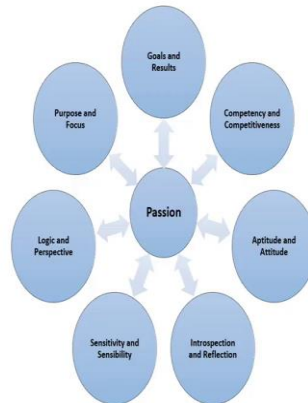 Goals and
Results
Purpose and
Focus
Competency and
Competitiveness
Passion
Logic and
Perspective
Aptitude and
Attitude
Sensitivity and
Sensibility
Introspection
and Reflection